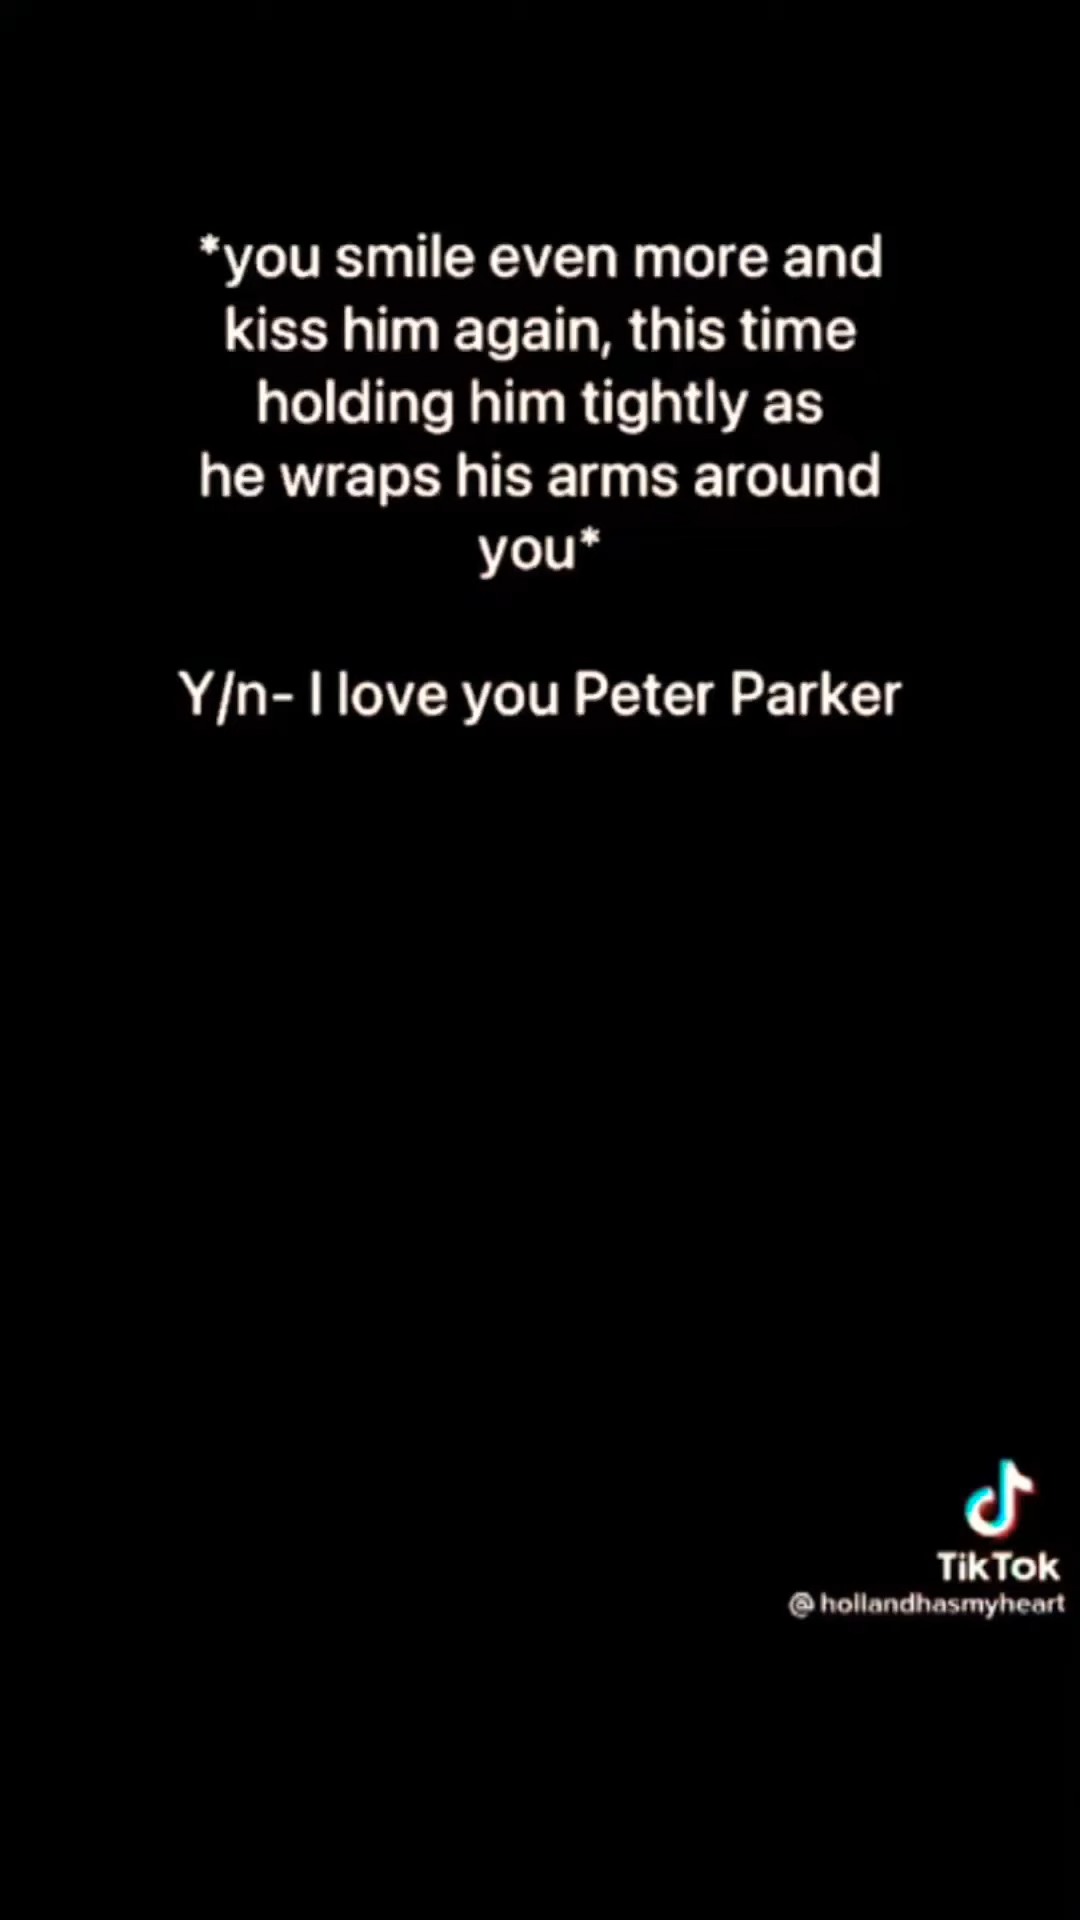 *you smile even more and
kiss him again, this time
holding him tightly as
he wraps his arms around
you*
Y/n- I love you Peter Parker
TikTok
@hollandhasmyheart